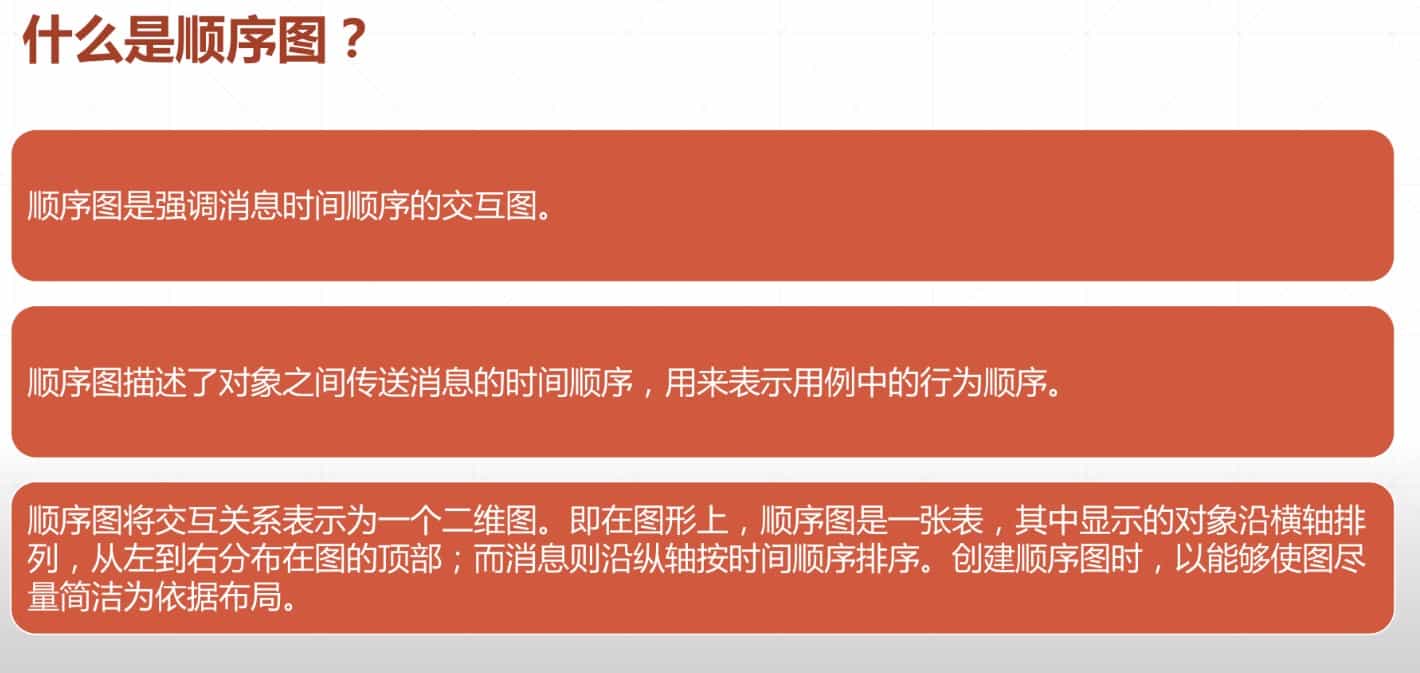 什么是顺序图？
顺序图是强调消息时间顺序的交互图。
顺序图描述了对象之间传送消息的时间顺序，用来表示用例中的行为顺序。
顺序图将交互关系表示为一个二维图。即在图形上，顺序图是一张表，其中显示的对象沿横轴排
列，从左到右分布在图的顶部；而消息则沿纵轴按时间顺序排序。创建顺序图时，以能够使图尽
量简洁为依据布局。